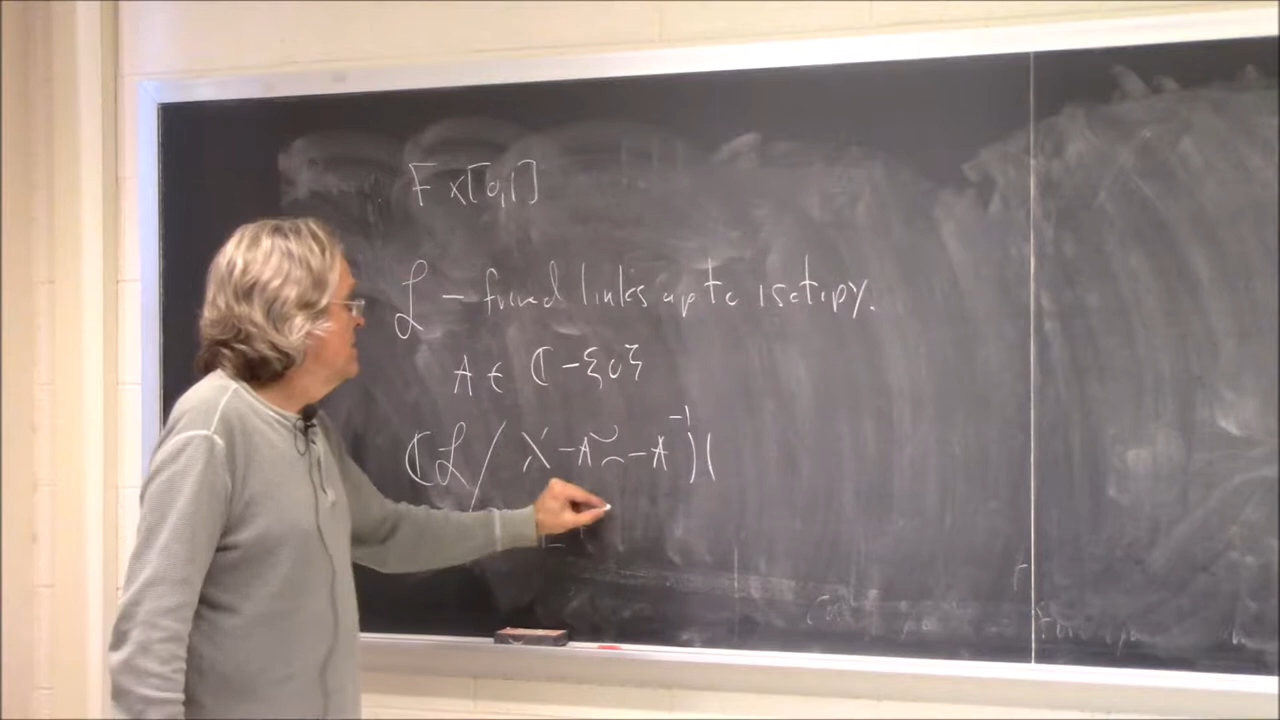 F × [0,1]
ℒ – framed links up to isotopy.
A ∈ ℂ - {0}
ℂℒ / ╳ - A ≍ - A⁻¹ )(